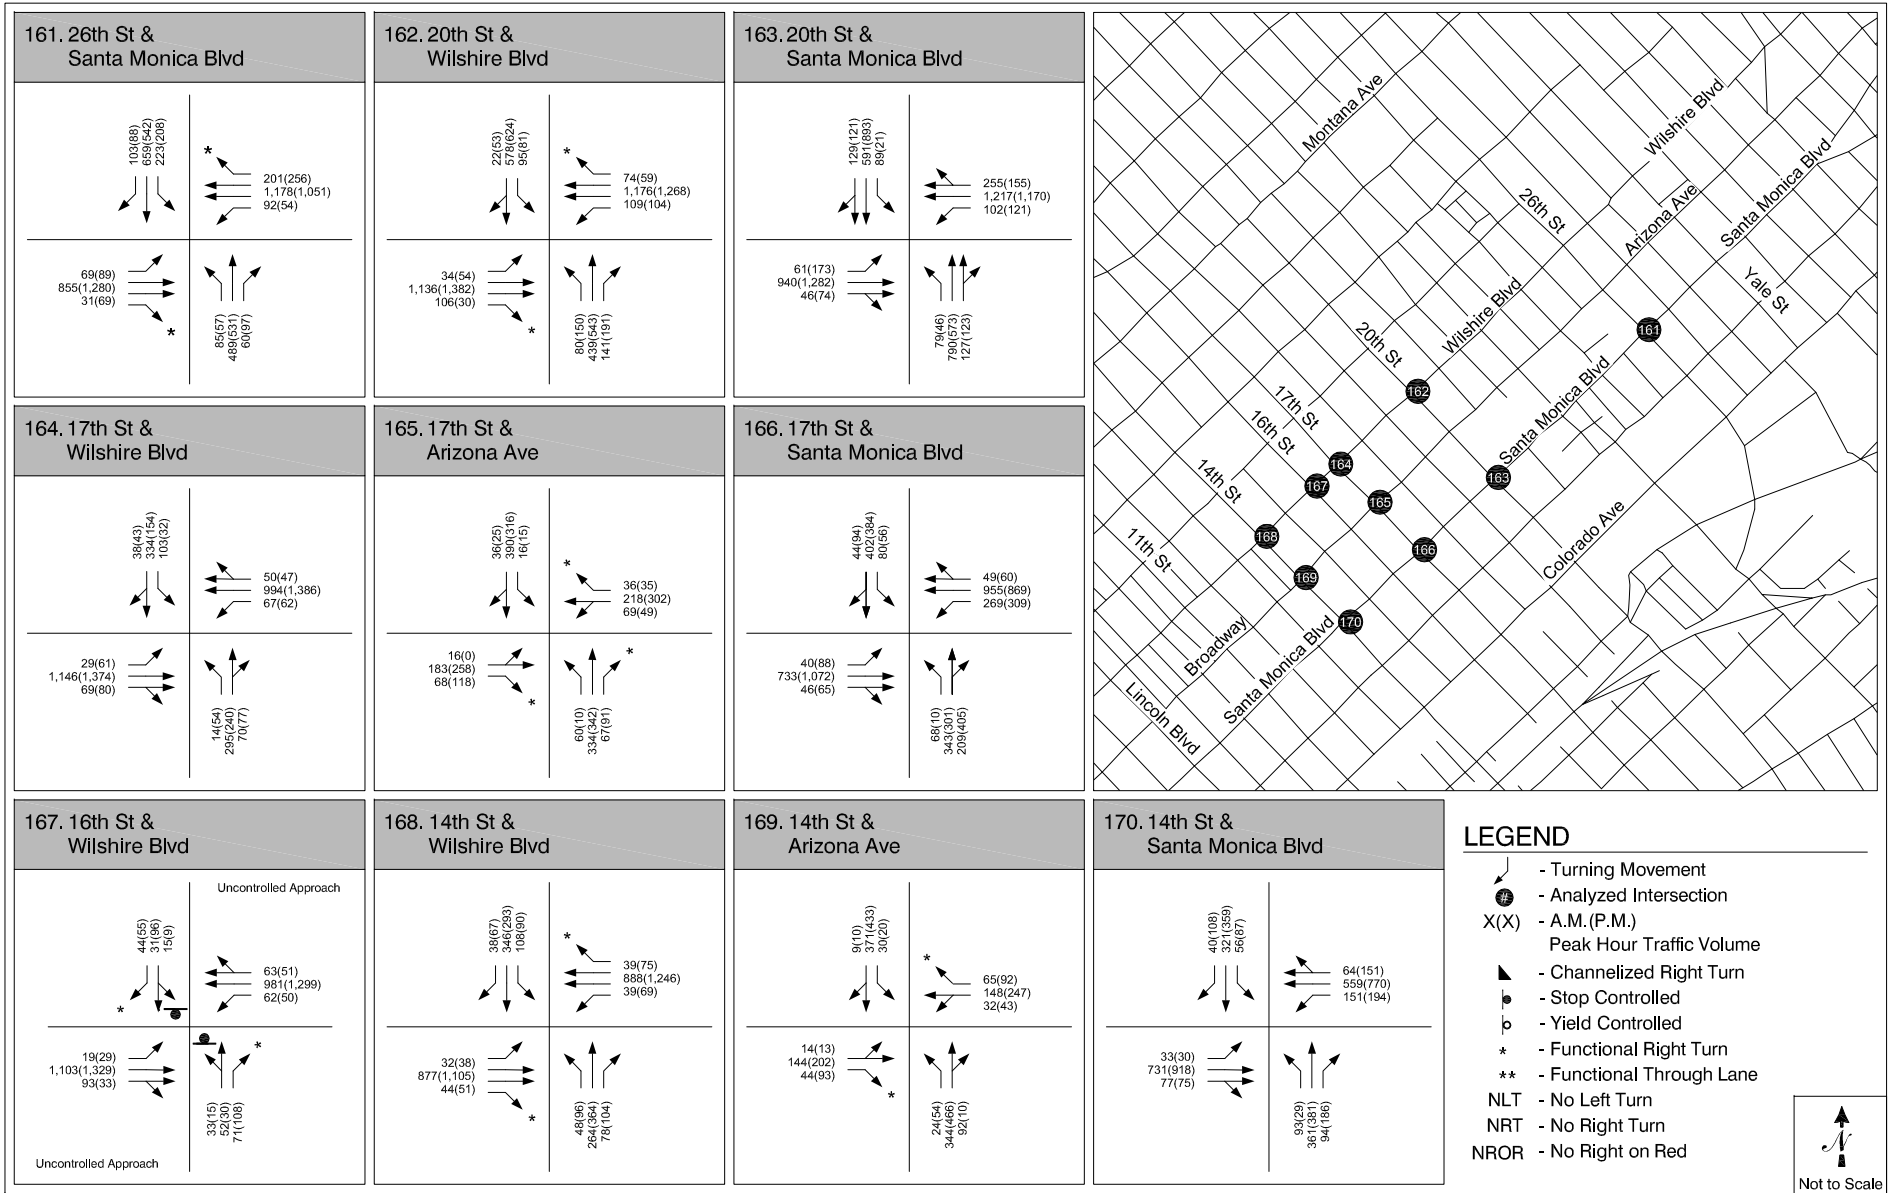 161. 26th St &
Santa Monica Blvd
103(88)
659(542)
223(208)
*
201(256)
1,178(1,051)
92(54)
69(89)
855(1,280)
31(69)
*
85(57)
489(531)
60(97)
162. 20th St &
Wilshire Blvd
22(53)
578(624)
95(81)
*
74(59)
1,176(1,268)
109(104)
34(54)
1,136(1,382)
106(30)
*
80(150)
439(543)
141(191)
163. 20th St &
Santa Monica Blvd
129(121)
591(893)
89(21)
255(155)
1,217(1,170)
102(121)
61(173)
940(1,282)
46(74)
79(46)
790(573)
127(123)
164. 17th St &
Wilshire Blvd
38(43)
334(154)
103(32)
50(47)
994(1,386)
67(62)
29(61)
1,146(1,374)
69(80)
14(54)
295(240)
70(77)
165. 17th St &
Arizona Ave
36(25)
390(316)
16(15)
*
36(35)
218(302)
69(49)
16(0)
183(258)
68(118)
*
60(10)
334(342)
67(91)
*
166. 17th St &
Santa Monica Blvd
44(94)
402(384)
80(56)
49(60)
955(869)
269(309)
40(88)
733(1,072)
46(65)
68(10)
343(301)
209(405)
167. 16th St &
Wilshire Blvd
Uncontrolled Approach
44(55)
31(96)
15(9)
*
63(51)
981(1,299)
62(50)
19(29)
1,103(1,329)
93(33)
*
33(15)
52(30)
71(108)
Uncontrolled Approach
168. 14th St &
Wilshire Blvd
38(67)
346(293)
108(90)
*
39(75)
888(1,246)
39(69)
32(38)
877(1,105)
44(51)
*
48(96)
264(364)
78(104)
169. 14th St &
Arizona Ave
9(10)
371(433)
30(20)
*
65(92)
148(247)
32(43)
14(13)
144(202)
44(93)
*
24(54)
344(466)
92(10)
170. 14th St &
Santa Monica Blvd
40(108)
321(359)
56(87)
64(151)
559(770)
151(194)
33(30)
731(918)
77(75)
93(29)
361(381)
94(186)
Montana Ave
Wilshire Blvd
Santa Monica Blvd
Arizona Ave
26th St
Yale St
Wilshire Blvd
20th St
161
162
Santa Monica Blvd
17th St
16th St
164
167
163
14th St
165
168
166
Colorado Ave
11th St
169
170
Broadway
Santa Monica Blvd
Lincoln Blvd
LEGEND
- Turning Movement
# - Analyzed Intersection
X(X) - A.M.(P.M.)
Peak Hour Traffic Volume
- Channelized Right Turn
- Stop Controlled
- Yield Controlled
* - Functional Right Turn
** - Functional Through Lane
NLT - No Left Turn
NRT - No Right Turn
NROR - No Right on Red
N
Not to Scale